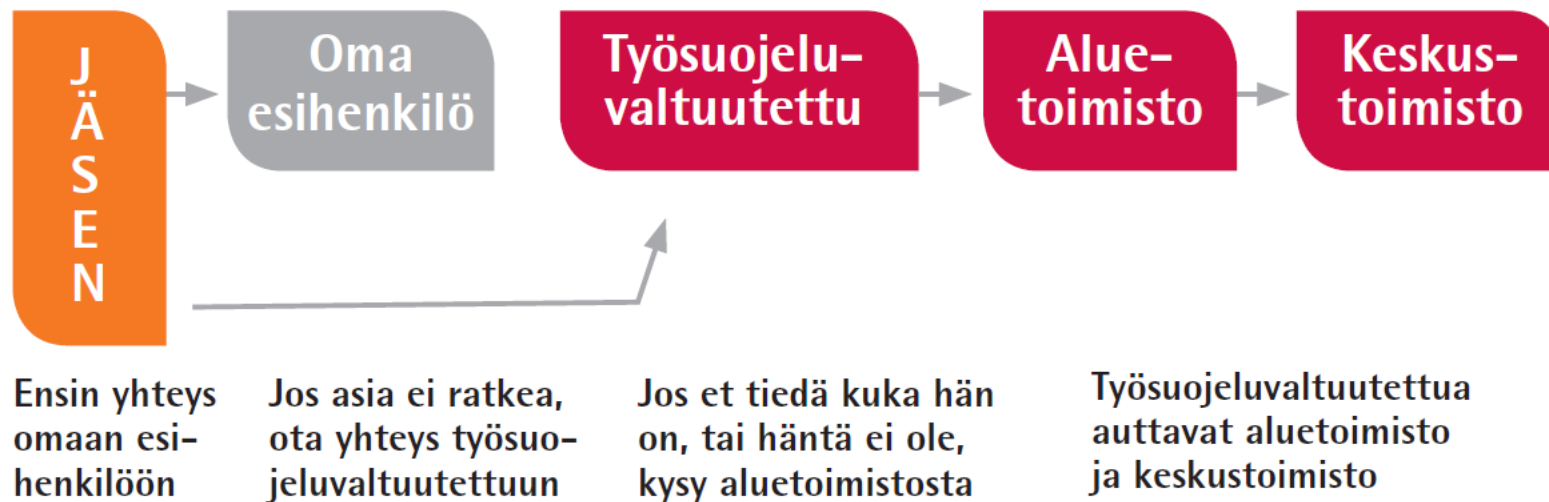 JÄSEN
Oma
esihenkilö
Työsuojelu-
valtuutettu
Alue-
toimisto
Keskus-
toimisto
Ensin yhteys
omaan esi-
henkilöön
Jos asia ei ratkea,
ota yhteys työsuo-
jeluvaltuutettuun
Jos et tiedä kuka hän
on, tai häntä ei ole,
kysy aluetoimistosta
Työsuojeluvaltuutettua
auttavat aluetoimisto
ja keskustoimisto